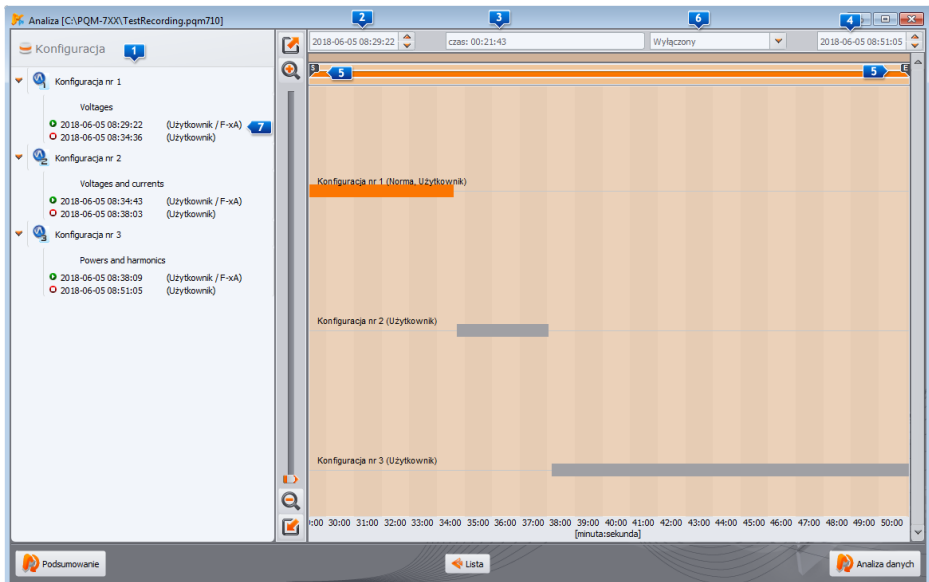 Analiza [C:\PQM-7XX\TestRecording.pqm710]
2
3
6
4
Konfiguracja
1
2018-06-05 08:29:22
czas: 00:21:43
Wyłączony
2018-06-05 08:51:05
S
5
5
E
Konfiguracja nr 1
Voltages
2018-06-05 08:29:22 (Użytkownik / F-xA)
7
2018-06-05 08:34:36 (Użytkownik)
Konfiguracja nr 2
Voltages and currents
2018-06-05 08:34:43 (Użytkownik / F-xA)
2018-06-05 08:38:03 (Użytkownik)
Konfiguracja nr 3
Powers and harmonics
2018-06-05 08:38:09 (Użytkownik / F-xA)
2018-06-05 08:51:05 (Użytkownik)
Konfiguracja nr 1 (Norma, Użytkownik)
Konfiguracja nr 2 (Użytkownik)
Konfiguracja nr 3 (Użytkownik)
:00 30:00 31:00 32:00 33:00 34:00 35:00 36:00 37:00 38:00 39:00 40:00 41:00 42:00 43:00 44:00 45:00 46:00 47:00 48:00 49:00 50:00
[minuta:sekunda]
Podsumowanie
Lista
Analiza danych